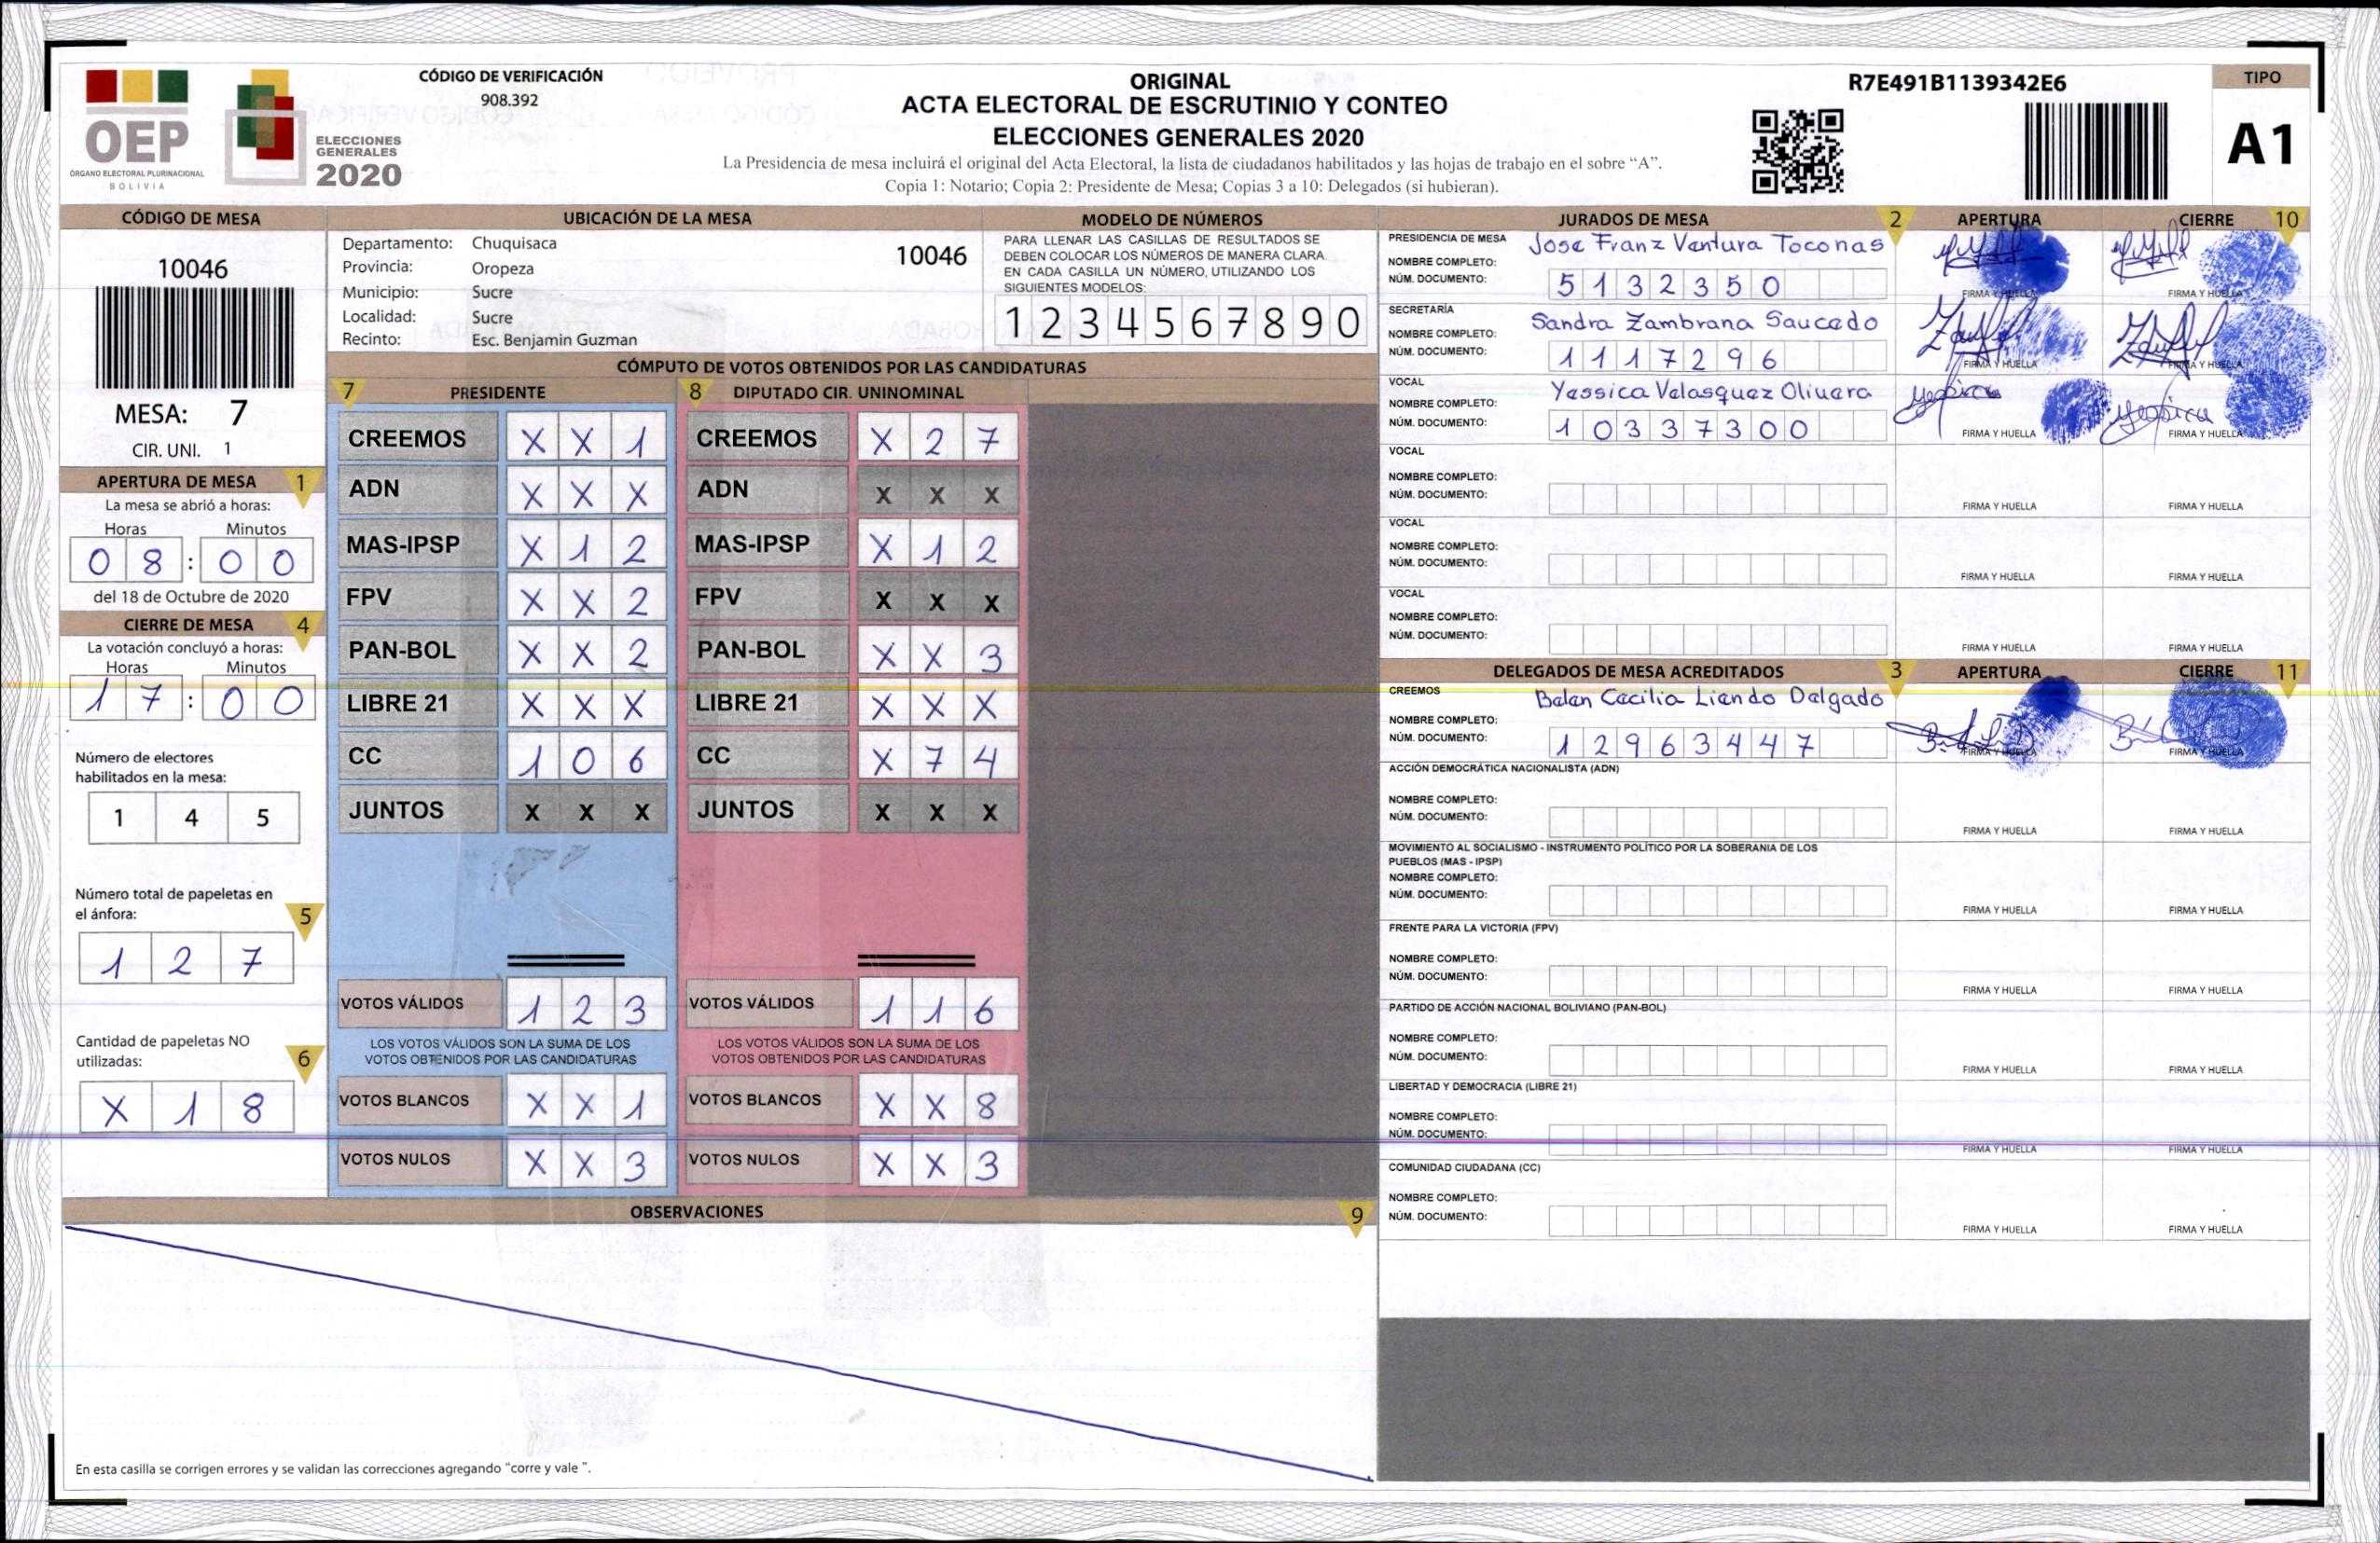 OEP
ÓRGANO ELECTORAL PLURINACIONAL
BOLIVIA
ELECCIONES
GENERALES
2020
CÓDIGO DE VERIFICACIÓN
908.392
ORIGINAL
ACTA ELECTORAL DE ESCRUTINIO Y CONTEO
ELECCIONES GENERALES 2020
La Presidencia de mesa incluirá el original del Acta Electoral, la lista de ciudadanos habilitados y las hojas de trabajo en el sobre “A”.
Copia 1: Notario; Copia 2: Presidente de Mesa; Copias 3 a 10: Delegados (si hubieran).
R7E491B1139342E6
TIPO
A1
CÓDIGO DE MESA
10046
MESA: 7
CIR. UNI. 1
APERTURA DE MESA 1
La mesa se abrió a horas:
Horas Minutos
0 8 : 0 0
del 18 de Octubre de 2020
CIERRE DE MESA 4
La votación concluyó a horas:
Horas Minutos
1 7 : 0 0
Número de electores
habilitados en la mesa:
1 4 5
Número total de papeletas en
el ánfora: 5
1 2 7
Cantidad de papeletas NO
utilizadas: 6
X 1 8
UBICACIÓN DE LA MESA
Departamento: Chuquisaca 10046
Provincia: Oropeza
Municipio: Sucre
Localidad: Sucre
Recinto: Esc. Benjamin Guzman
MODELO DE NÚMEROS
PARA LLENAR LAS CASILLAS DE RESULTADOS SE
DEBEN COLOCAR LOS NÚMEROS DE MANERA CLARA.
EN CADA CASILLA UN NÚMERO, UTILIZANDO LOS
SIGUIENTES MODELOS:
1 2 3 4 5 6 7 8 9 0
CÓMPUTO DE VOTOS OBTENIDOS POR LAS CANDIDATURAS
7 PRESIDENTE
CREEMOS X X 1
ADN X X X
MAS-IPSP X 1 2
FPV X X 2
PAN-BOL X X 2
LIBRE 21 X X X
CC 1 0 6
JUNTOS X X X
VOTOS VÁLIDOS 1 2 3
LOS VOTOS VÁLIDOS SON LA SUMA DE LOS
VOTOS OBTENIDOS POR LAS CANDIDATURAS
VOTOS BLANCOS X X 1
VOTOS NULOS X X 3
8 DIPUTADO CIR. UNINOMINAL
CREEMOS X 2 7
ADN X X X
MAS-IPSP X 1 2
FPV X X X
PAN-BOL X X 3
LIBRE 21 X X X
CC X 7 4
JUNTOS X X X
VOTOS VÁLIDOS 1 1 6
LOS VOTOS VÁLIDOS SON LA SUMA DE LOS
VOTOS OBTENIDOS POR LAS CANDIDATURAS
VOTOS BLANCOS X X 8
VOTOS NULOS X X 3
OBSERVACIONES 9
En esta casilla se corrigen errores y se validan las correcciones agregando “corre y vale ”.
JURADOS DE MESA 2 APERTURA CIERRE 10
PRESIDENCIA DE MESA Jose Franz Ventura Toconas
NOMBRE COMPLETO:
NÚM. DOCUMENTO: 5 1 3 2 3 5 0
FIRMA Y HUELLA FIRMA Y HUELLA
SECRETARÍA Sandra Zambrana Saucedo
NOMBRE COMPLETO:
NÚM. DOCUMENTO: 1 1 1 7 2 9 6
FIRMA Y HUELLA FIRMA Y HUELLA
VOCAL Yessica Velasquez Olivera
NOMBRE COMPLETO:
NÚM. DOCUMENTO: 1 0 3 3 7 3 0 0
FIRMA Y HUELLA FIRMA Y HUELLA
VOCAL
NOMBRE COMPLETO:
NÚM. DOCUMENTO:
FIRMA Y HUELLA FIRMA Y HUELLA
VOCAL
NOMBRE COMPLETO:
NÚM. DOCUMENTO:
FIRMA Y HUELLA FIRMA Y HUELLA
VOCAL
NOMBRE COMPLETO:
NÚM. DOCUMENTO:
FIRMA Y HUELLA FIRMA Y HUELLA
DELEGADOS DE MESA ACREDITADOS 3 APERTURA CIERRE 11
CREEMOS Belen Cecilia Liendo Delgado
NOMBRE COMPLETO:
NÚM. DOCUMENTO: 1 2 9 6 3 4 4 7
FIRMA Y HUELLA FIRMA Y HUELLA
ACCIÓN DEMOCRÁTICA NACIONALISTA (ADN)
NOMBRE COMPLETO:
NÚM. DOCUMENTO:
FIRMA Y HUELLA FIRMA Y HUELLA
MOVIMIENTO AL SOCIALISMO - INSTRUMENTO POLÍTICO POR LA SOBERANIA DE LOS
PUEBLOS (MAS - IPSP)
NOMBRE COMPLETO:
NÚM. DOCUMENTO:
FIRMA Y HUELLA FIRMA Y HUELLA
FRENTE PARA LA VICTORIA (FPV)
NOMBRE COMPLETO:
NÚM. DOCUMENTO:
FIRMA Y HUELLA FIRMA Y HUELLA
PARTIDO DE ACCIÓN NACIONAL BOLIVIANO (PAN-BOL)
NOMBRE COMPLETO:
NÚM. DOCUMENTO:
FIRMA Y HUELLA FIRMA Y HUELLA
LIBERTAD Y DEMOCRACIA (LIBRE 21)
NOMBRE COMPLETO:
NÚM. DOCUMENTO:
FIRMA Y HUELLA FIRMA Y HUELLA
COMUNIDAD CIUDADANA (CC)
NOMBRE COMPLETO:
NÚM. DOCUMENTO:
FIRMA Y HUELLA FIRMA Y HUELLA